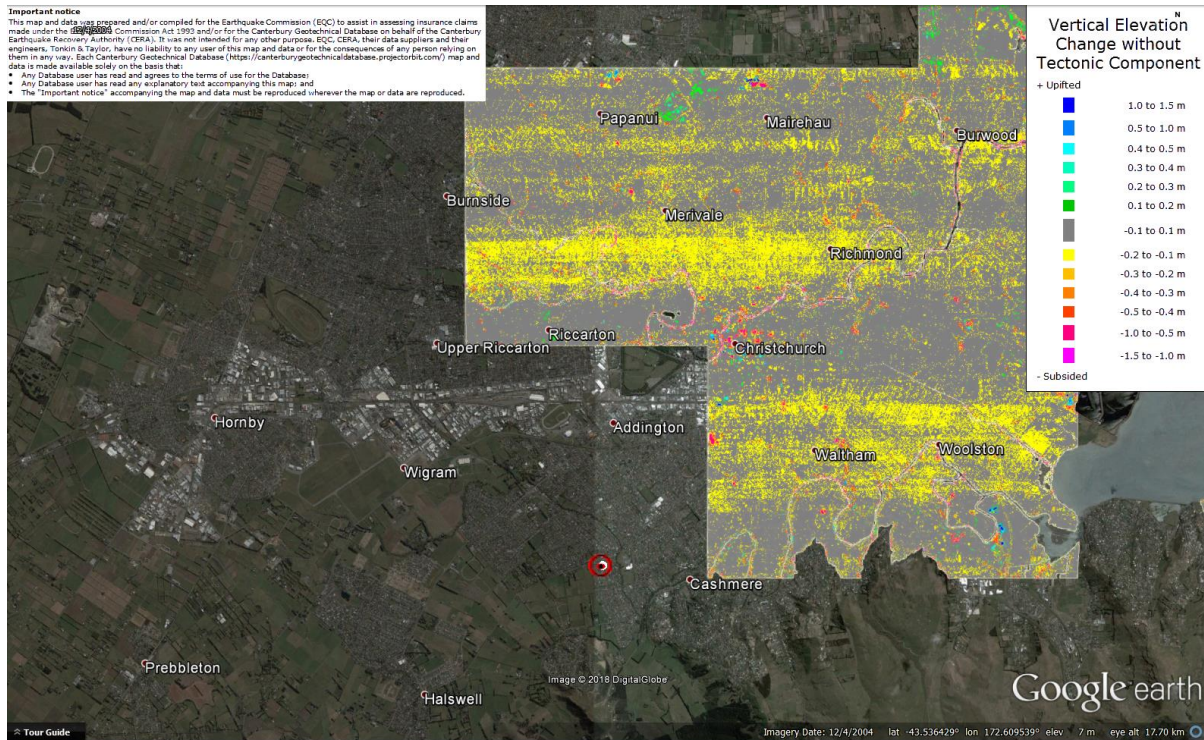 Important notice
This map and data was prepared and/or compiled for the Earthquake Commission (EQC) to assist in assessing insurance claims
made under the Commission Act 1993 and/or for the Canterbury Geotechnical Database on behalf of the Canterbury
Earthquake Recovery Authority (CERA). It was not intended for any other purpose. EQC, CERA, their data suppliers and their
engineers, Tonkin & Taylor, have no liability to any user of this map and data or for the consequences of any person relying on
them in any way. Each Canterbury Geotechnical Database (https://canterburygeotechnicaldatabase.projectorbit.com/) map and
data is made available solely on the basis that:
• Any Database user has read and agrees to the terms of use for the Database;
• Any Database user has read any explanatory text accompanying this map; and
• The "Important notice" accompanying the map and data must be reproduced wherever the map or data are reproduced.
N
Vertical Elevation
Change without
Tectonic Component
+ Uplifted
1.0 to 1.5 m
0.5 to 1.0 m
0.4 to 0.5 m
0.3 to 0.4 m
0.2 to 0.3 m
0.1 to 0.2 m
-0.1 to 0.1 m
-0.2 to -0.1 m
-0.3 to -0.2 m
-0.4 to -0.3 m
-0.5 to -0.4 m
-1.0 to -0.5 m
-1.5 to -1.0 m
- Subsided
Papanui
Mairehau
Burwood
Burnside
Merivale
Richmond
Riccarton
Upper Riccarton
Christchurch
Hornby
Addington
Wigram
Waltham
Woolston
Cashmere
Prebbleton
Halswell
Image © 2018 DigitalGlobe
Google earth
Tour Guide
Imagery Date: 12/4/2004 lat -43.536429° lon 172.609539° elev 7 m eye alt 17.70 km